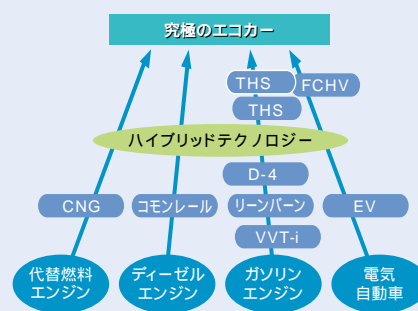 究極のエコカー
THS
FCHV
THS
ハイブリッドテクノロジー
D-4
CNG
コモンレール
リーンバーン
EV
VVT-i
代替燃料
エンジン
ディーゼル
エンジン
ガソリン
エンジン
電気
自動車